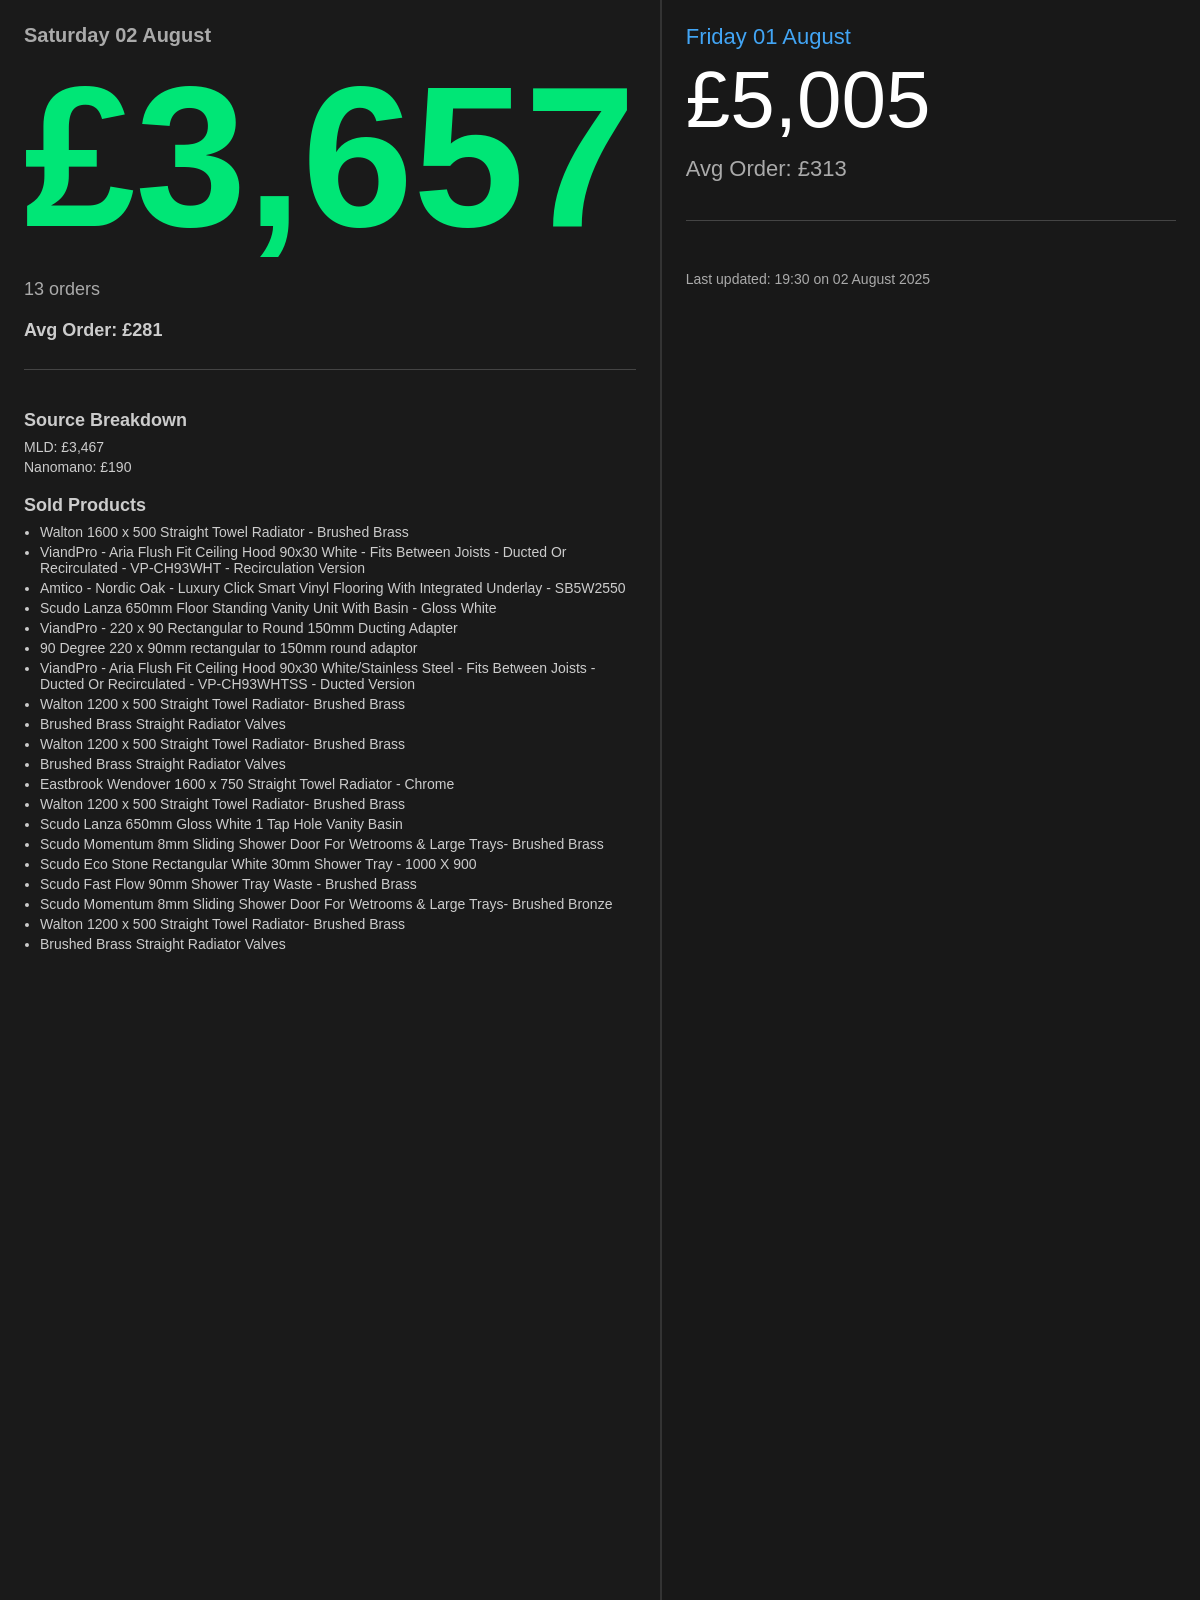 Saturday 02 August
£3,657
13 orders
Avg Order: £281
Source Breakdown
MLD: £3,467
Nanomano: £190
Sold Products
• Walton 1600 x 500 Straight Towel Radiator - Brushed Brass
• ViandPro - Aria Flush Fit Ceiling Hood 90x30 White - Fits Between Joists - Ducted Or
Recirculated - VP-CH93WHT - Recirculation Version
• Amtico - Nordic Oak - Luxury Click Smart Vinyl Flooring With Integrated Underlay - SB5W2550
• Scudo Lanza 650mm Floor Standing Vanity Unit With Basin - Gloss White
• ViandPro - 220 x 90 Rectangular to Round 150mm Ducting Adapter
• 90 Degree 220 x 90mm rectangular to 150mm round adaptor
• ViandPro - Aria Flush Fit Ceiling Hood 90x30 White/Stainless Steel - Fits Between Joists -
Ducted Or Recirculated - VP-CH93WHTSS - Ducted Version
• Walton 1200 x 500 Straight Towel Radiator- Brushed Brass
• Brushed Brass Straight Radiator Valves
• Walton 1200 x 500 Straight Towel Radiator- Brushed Brass
• Brushed Brass Straight Radiator Valves
• Eastbrook Wendover 1600 x 750 Straight Towel Radiator - Chrome
• Walton 1200 x 500 Straight Towel Radiator- Brushed Brass
• Scudo Lanza 650mm Gloss White 1 Tap Hole Vanity Basin
• Scudo Momentum 8mm Sliding Shower Door For Wetrooms & Large Trays- Brushed Brass
• Scudo Eco Stone Rectangular White 30mm Shower Tray - 1000 X 900
• Scudo Fast Flow 90mm Shower Tray Waste - Brushed Brass
• Scudo Momentum 8mm Sliding Shower Door For Wetrooms & Large Trays- Brushed Bronze
• Walton 1200 x 500 Straight Towel Radiator- Brushed Brass
• Brushed Brass Straight Radiator Valves
Friday 01 August
£5,005
Avg Order: £313
Last updated: 19:30 on 02 August 2025